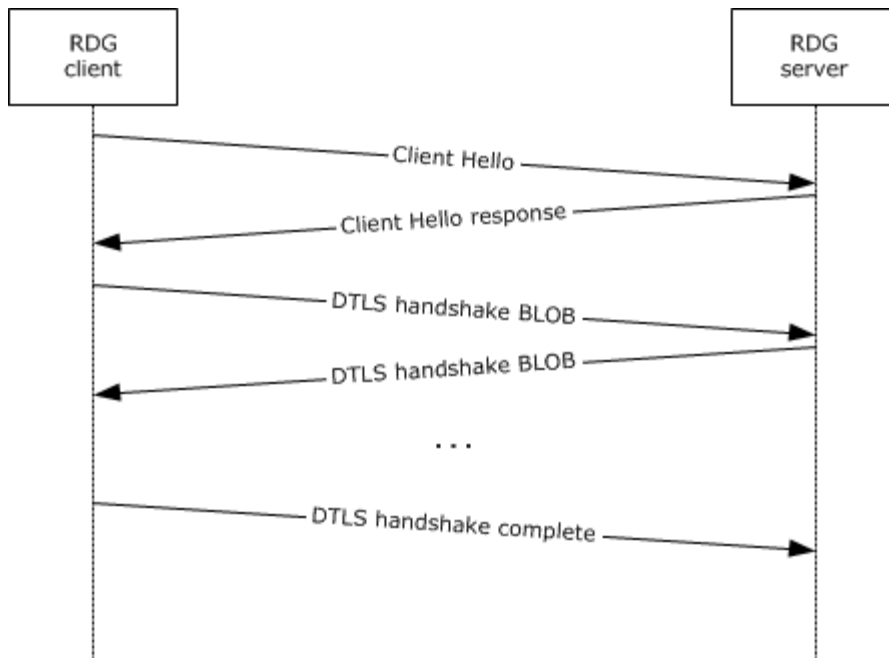 RDG
client
RDG
server
Client Hello
Client Hello response
DTLS handshake BLOB
DTLS handshake BLOB
...
DTLS handshake complete